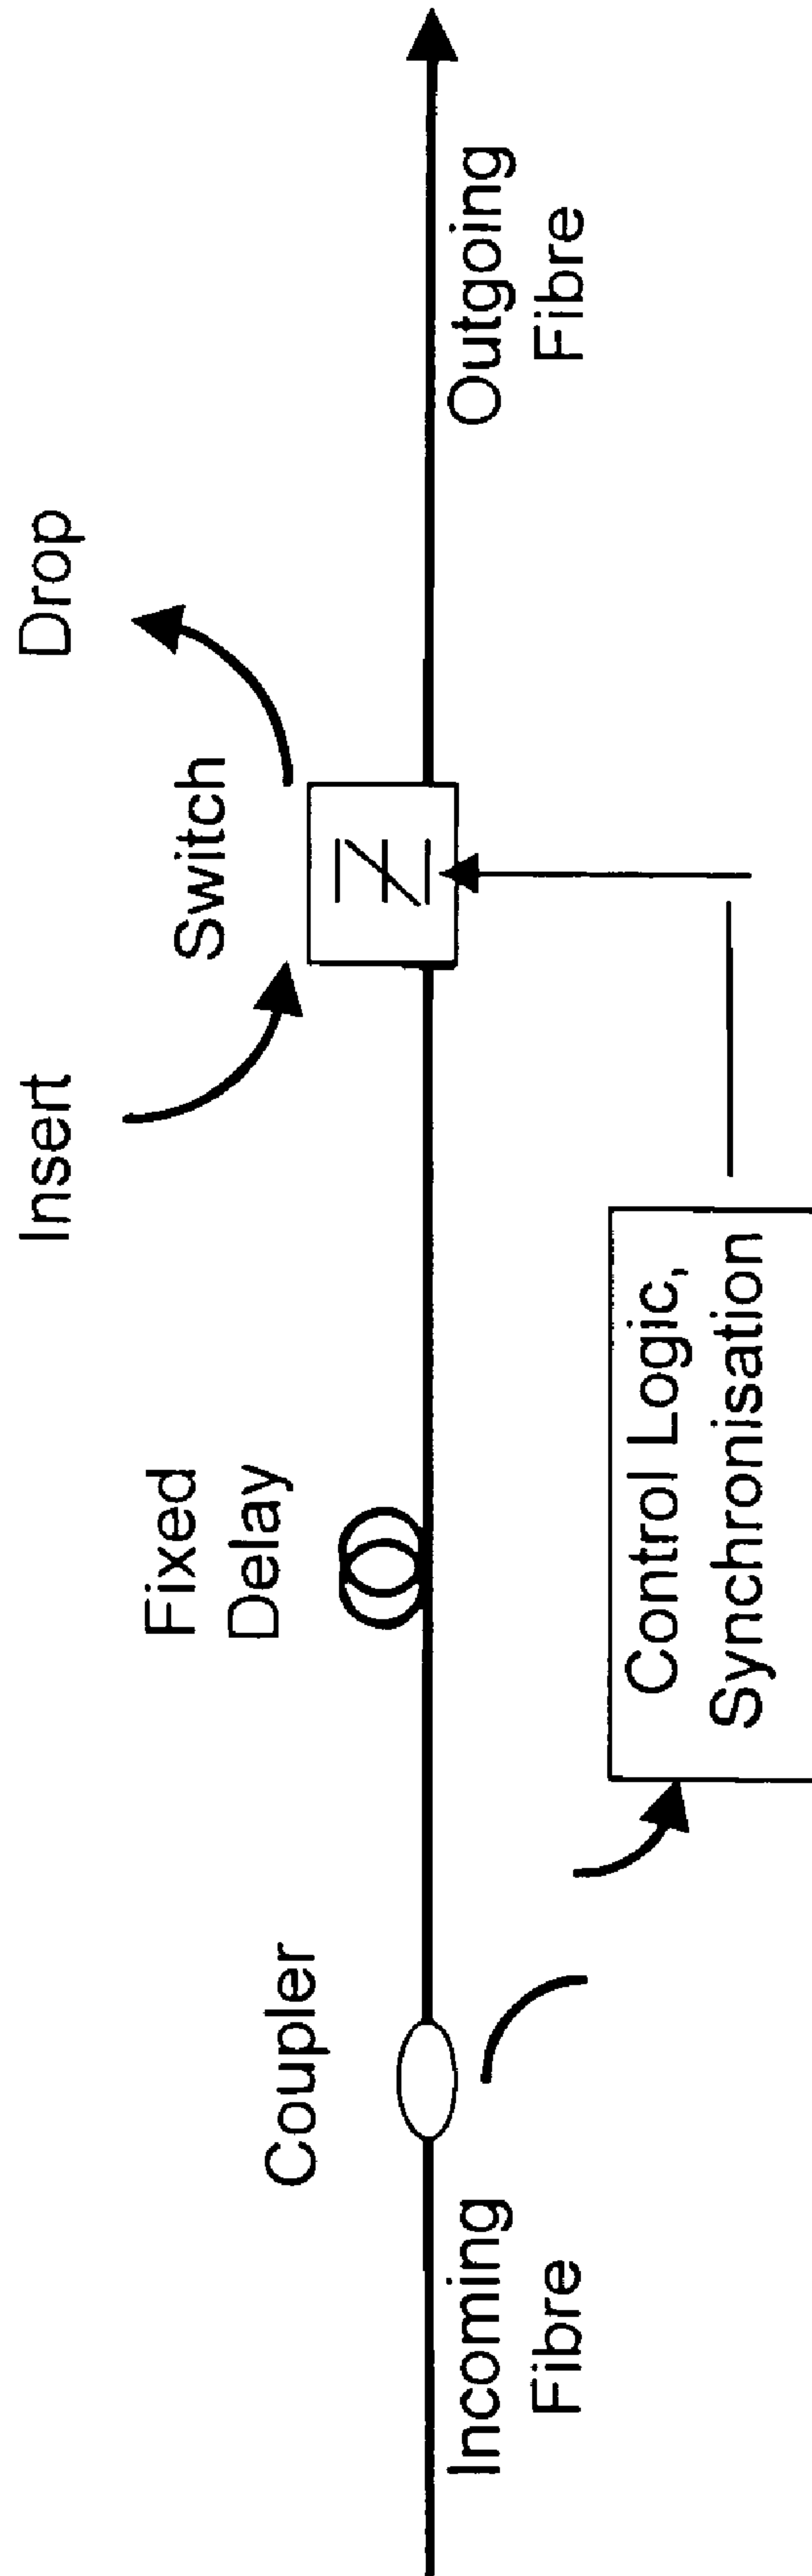 Incoming
Fibre
Coupler
Fixed
Delay
Control Logic,
Synchronisation
Insert
Switch
Drop
Outgoing
Fibre